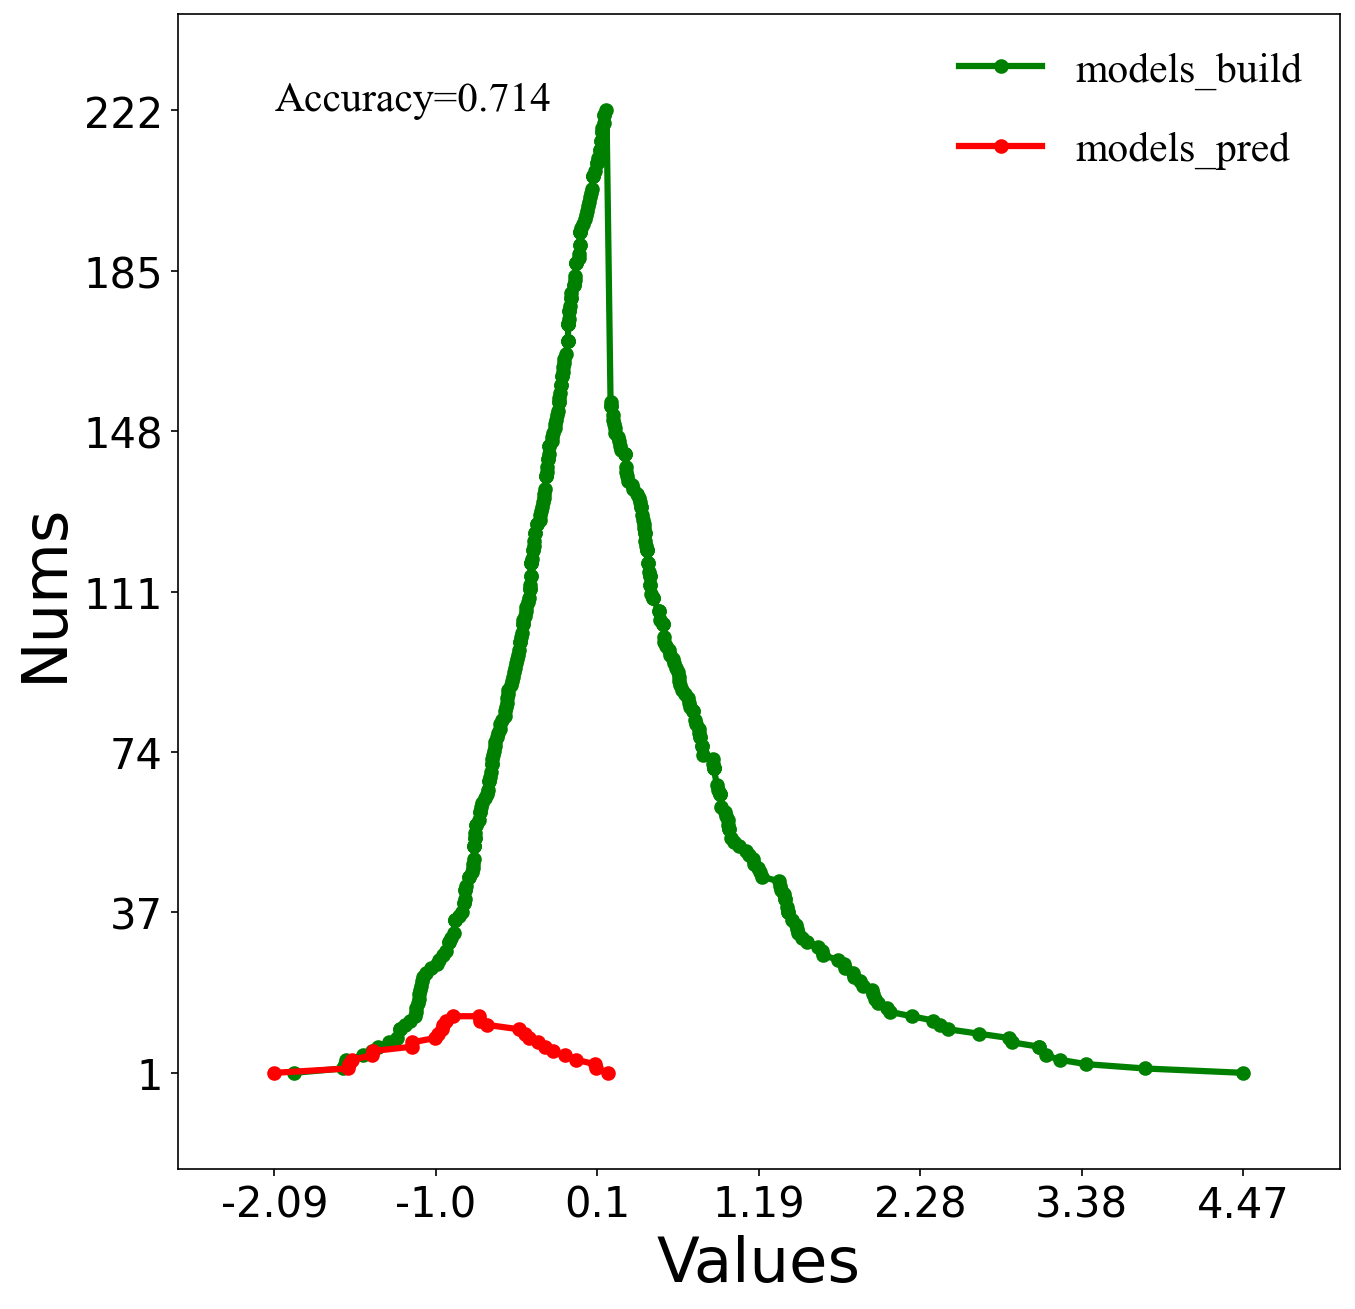 Accuracy=0.714
models_build
models_pred
222
185
148
111
74
37
1
Nums
-2.09 -1.0 0.1 1.19 2.28 3.38 4.47
Values